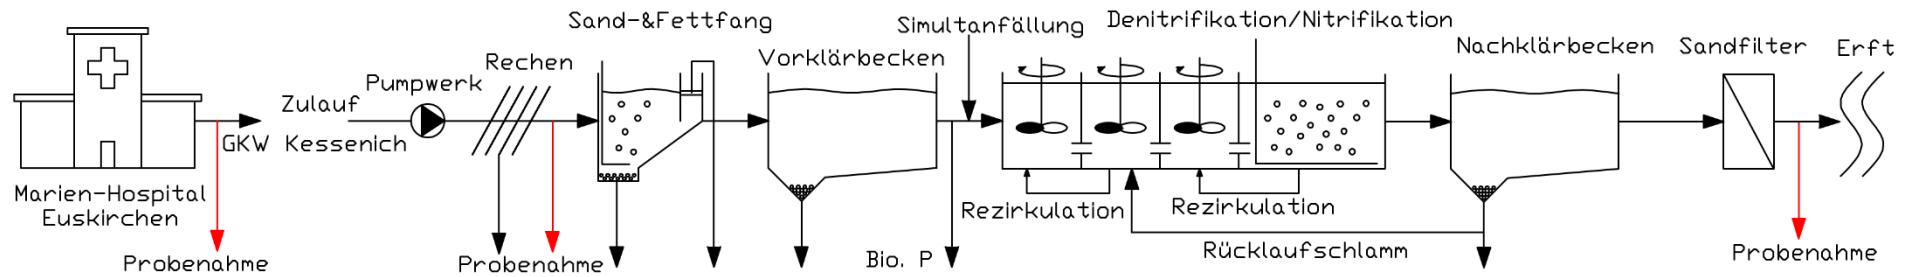 Sand-&Fettfang
Simultanfällung
Denitrifikation/Nitrifikation
Nachklärbecken
Sandfilter
Erft
Vorklärbecken
Rechen
Pumpwerk
Zulauf
GKW Kessenich
Marien-Hospital
Euskirchen
Rezirkulation
Rezirkulation
Rücklaufschlamm
Probenahme
Probenahme
Bio. P
Probenahme